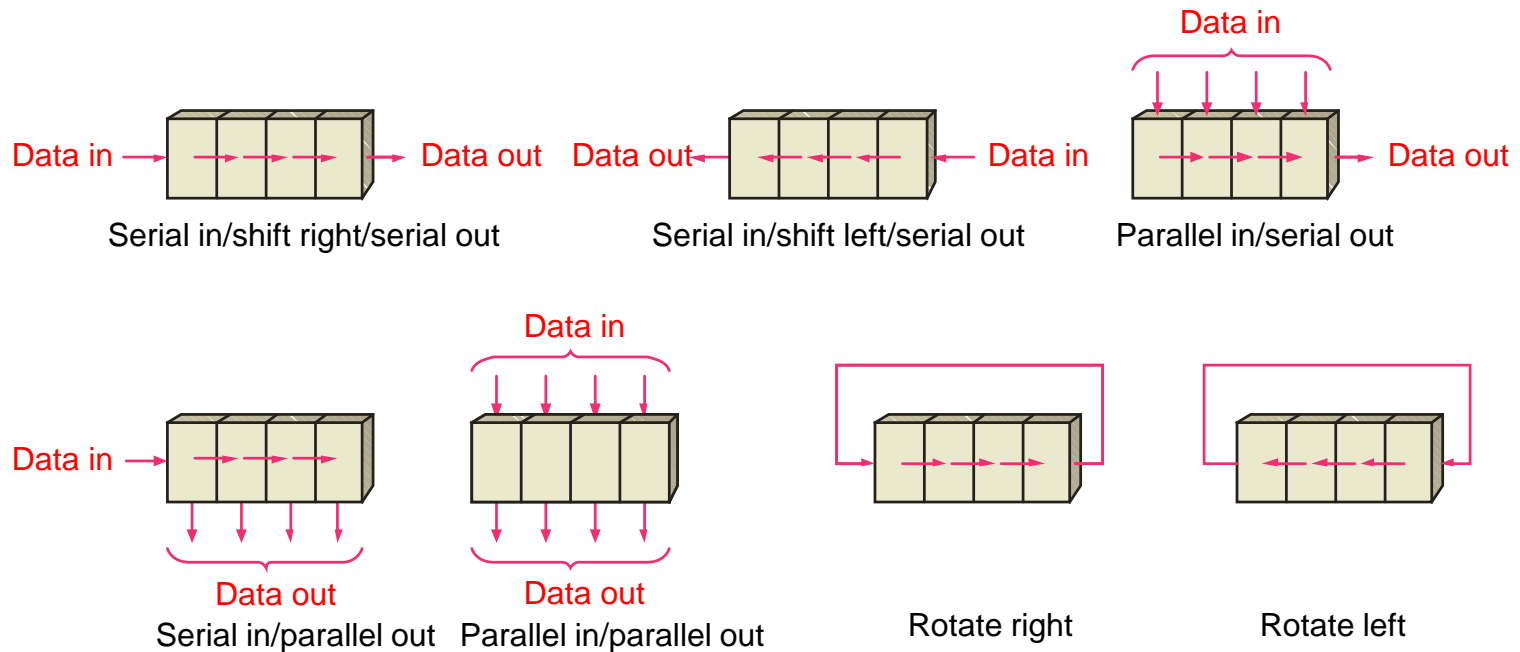 Data in
Data in
Data out
Data out
Data in
Data out
Serial in/shift right/serial out
Serial in/shift left/serial out
Parallel in/serial out
Data in
Data in
Data out
Serial in/parallel out
Data out
Parallel in/parallel out
Rotate right
Rotate left